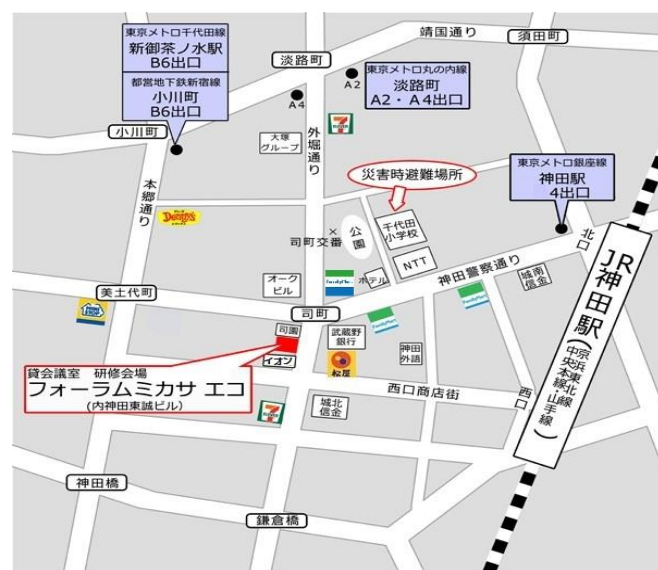 靖国通り
須田町
東京メトロ千代田線
新御茶ノ水駅
B6出口
都営地下鉄新宿線
小川町
B6出口
淡路町
A2
A4
東京メトロ丸の内線
淡路町
A2・A4出口
小川町
大塚
グループ
外堀通り
7
ELEVEN
災害時避難場所
東京メトロ銀座線
神田駅
4出口
本郷通り
Denny's
×
司町交番
公園
千代田
小学校
NTT
北口
神田警察通り
城南
信金
JR神田駅(京浜東北線
中央本線・山手線)
美土代町
オーク
ビル
FamilyMart
ホテル
FamilyMart
FamilyMart
MINI
STOP
司町
司園
武蔵野
銀行
神田
外語
イオン
松屋
貸会議室 研修会場
フォーラムミカサ エコ
(内神田東誠ビル)
西口商店街
西口
城北
信金
7
ELEVEN
神田橋
鎌倉橋